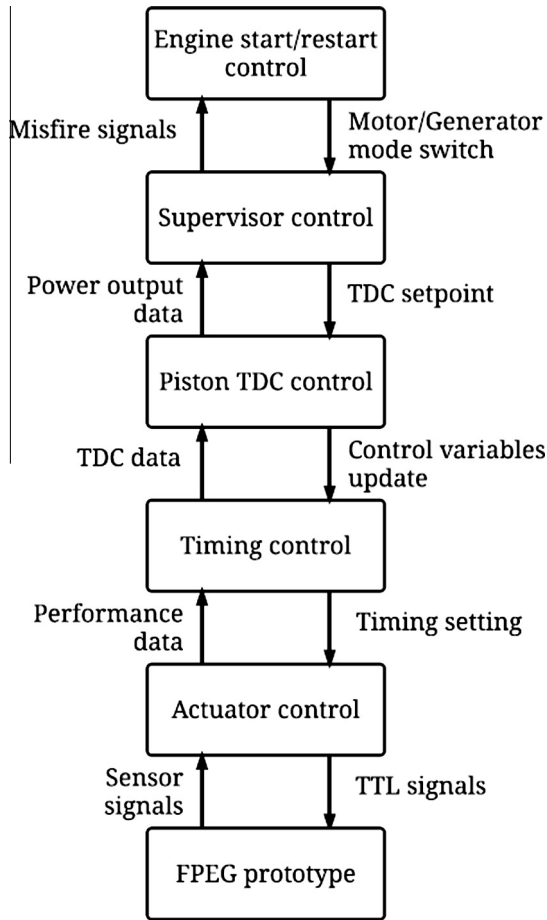 Engine start/restart
control
Misfire signals
Motor/Generator
mode switch
Supervisor control
Power output
data
TDC setpoint
Piston TDC control
TDC data
Control variables
update
Timing control
Performance
data
Timing setting
Actuator control
Sensor
signals
TTL signals
FPEG prototype